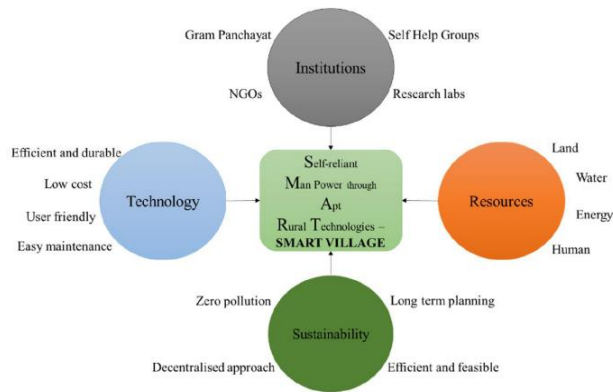 Gram Panchayat
Self Help Groups
Institutions
NGOs
Research labs
Efficient and durable
Low cost
Technology
User friendly
Easy maintenance
Self-reliant
Man Power through
Apt
Rural Technologies –
SMART VILLAGE
Land
Water
Resources
Energy
Human
Zero pollution
Long term planning
Sustainability
Decentralised approach
Efficient and feasible